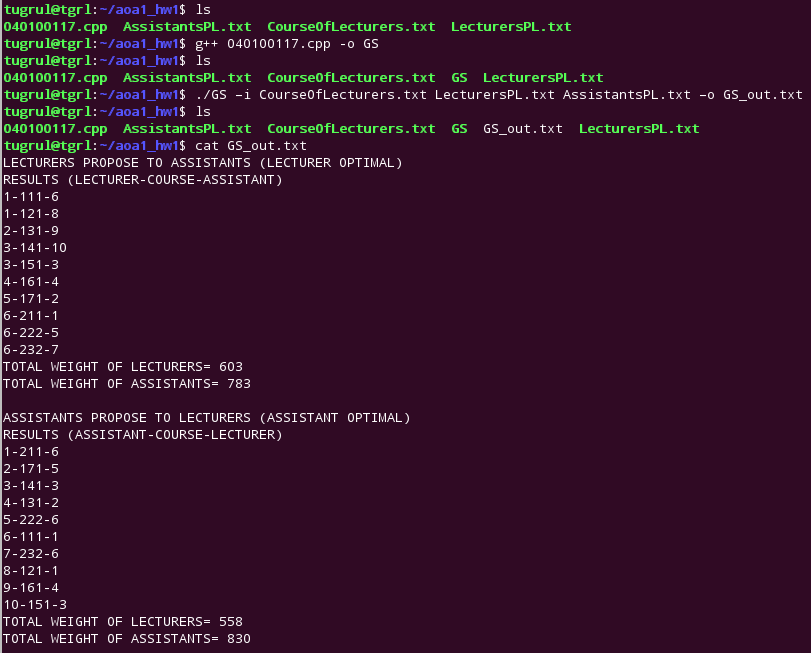 tugrul@tgrl:~/aoa1_hw1$ ls
040100117.cpp  AssistantsPL.txt  CourseOfLecturers.txt  LecturersPL.txt
tugrul@tgrl:~/aoa1_hw1$ g++ 040100117.cpp -o GS
tugrul@tgrl:~/aoa1_hw1$ ls
040100117.cpp  AssistantsPL.txt  CourseOfLecturers.txt  GS  LecturersPL.txt
tugrul@tgrl:~/aoa1_hw1$ ./GS –i CourseOfLecturers.txt LecturersPL.txt AssistantsPL.txt –o GS_out.txt
tugrul@tgrl:~/aoa1_hw1$ ls
040100117.cpp  AssistantsPL.txt  CourseOfLecturers.txt  GS  GS_out.txt  LecturersPL.txt
tugrul@tgrl:~/aoa1_hw1$ cat GS_out.txt
LECTURERS PROPOSE TO ASSISTANTS (LECTURER OPTIMAL)
RESULTS (LECTURER-COURSE-ASSISTANT)
1-111-6
1-121-8
2-131-9
3-141-10
3-151-3
4-161-4
5-171-2
6-211-1
6-222-5
6-232-7
TOTAL WEIGHT OF LECTURERS= 603
TOTAL WEIGHT OF ASSISTANTS= 783

ASSISTANTS PROPOSE TO LECTURERS (ASSISTANT OPTIMAL)
RESULTS (ASSISTANT-COURSE-LECTURER)
1-211-6
2-171-5
3-141-3
4-131-2
5-222-6
6-111-1
7-232-6
8-121-1
9-161-4
10-151-3
TOTAL WEIGHT OF LECTURERS= 558
TOTAL WEIGHT OF ASSISTANTS= 830